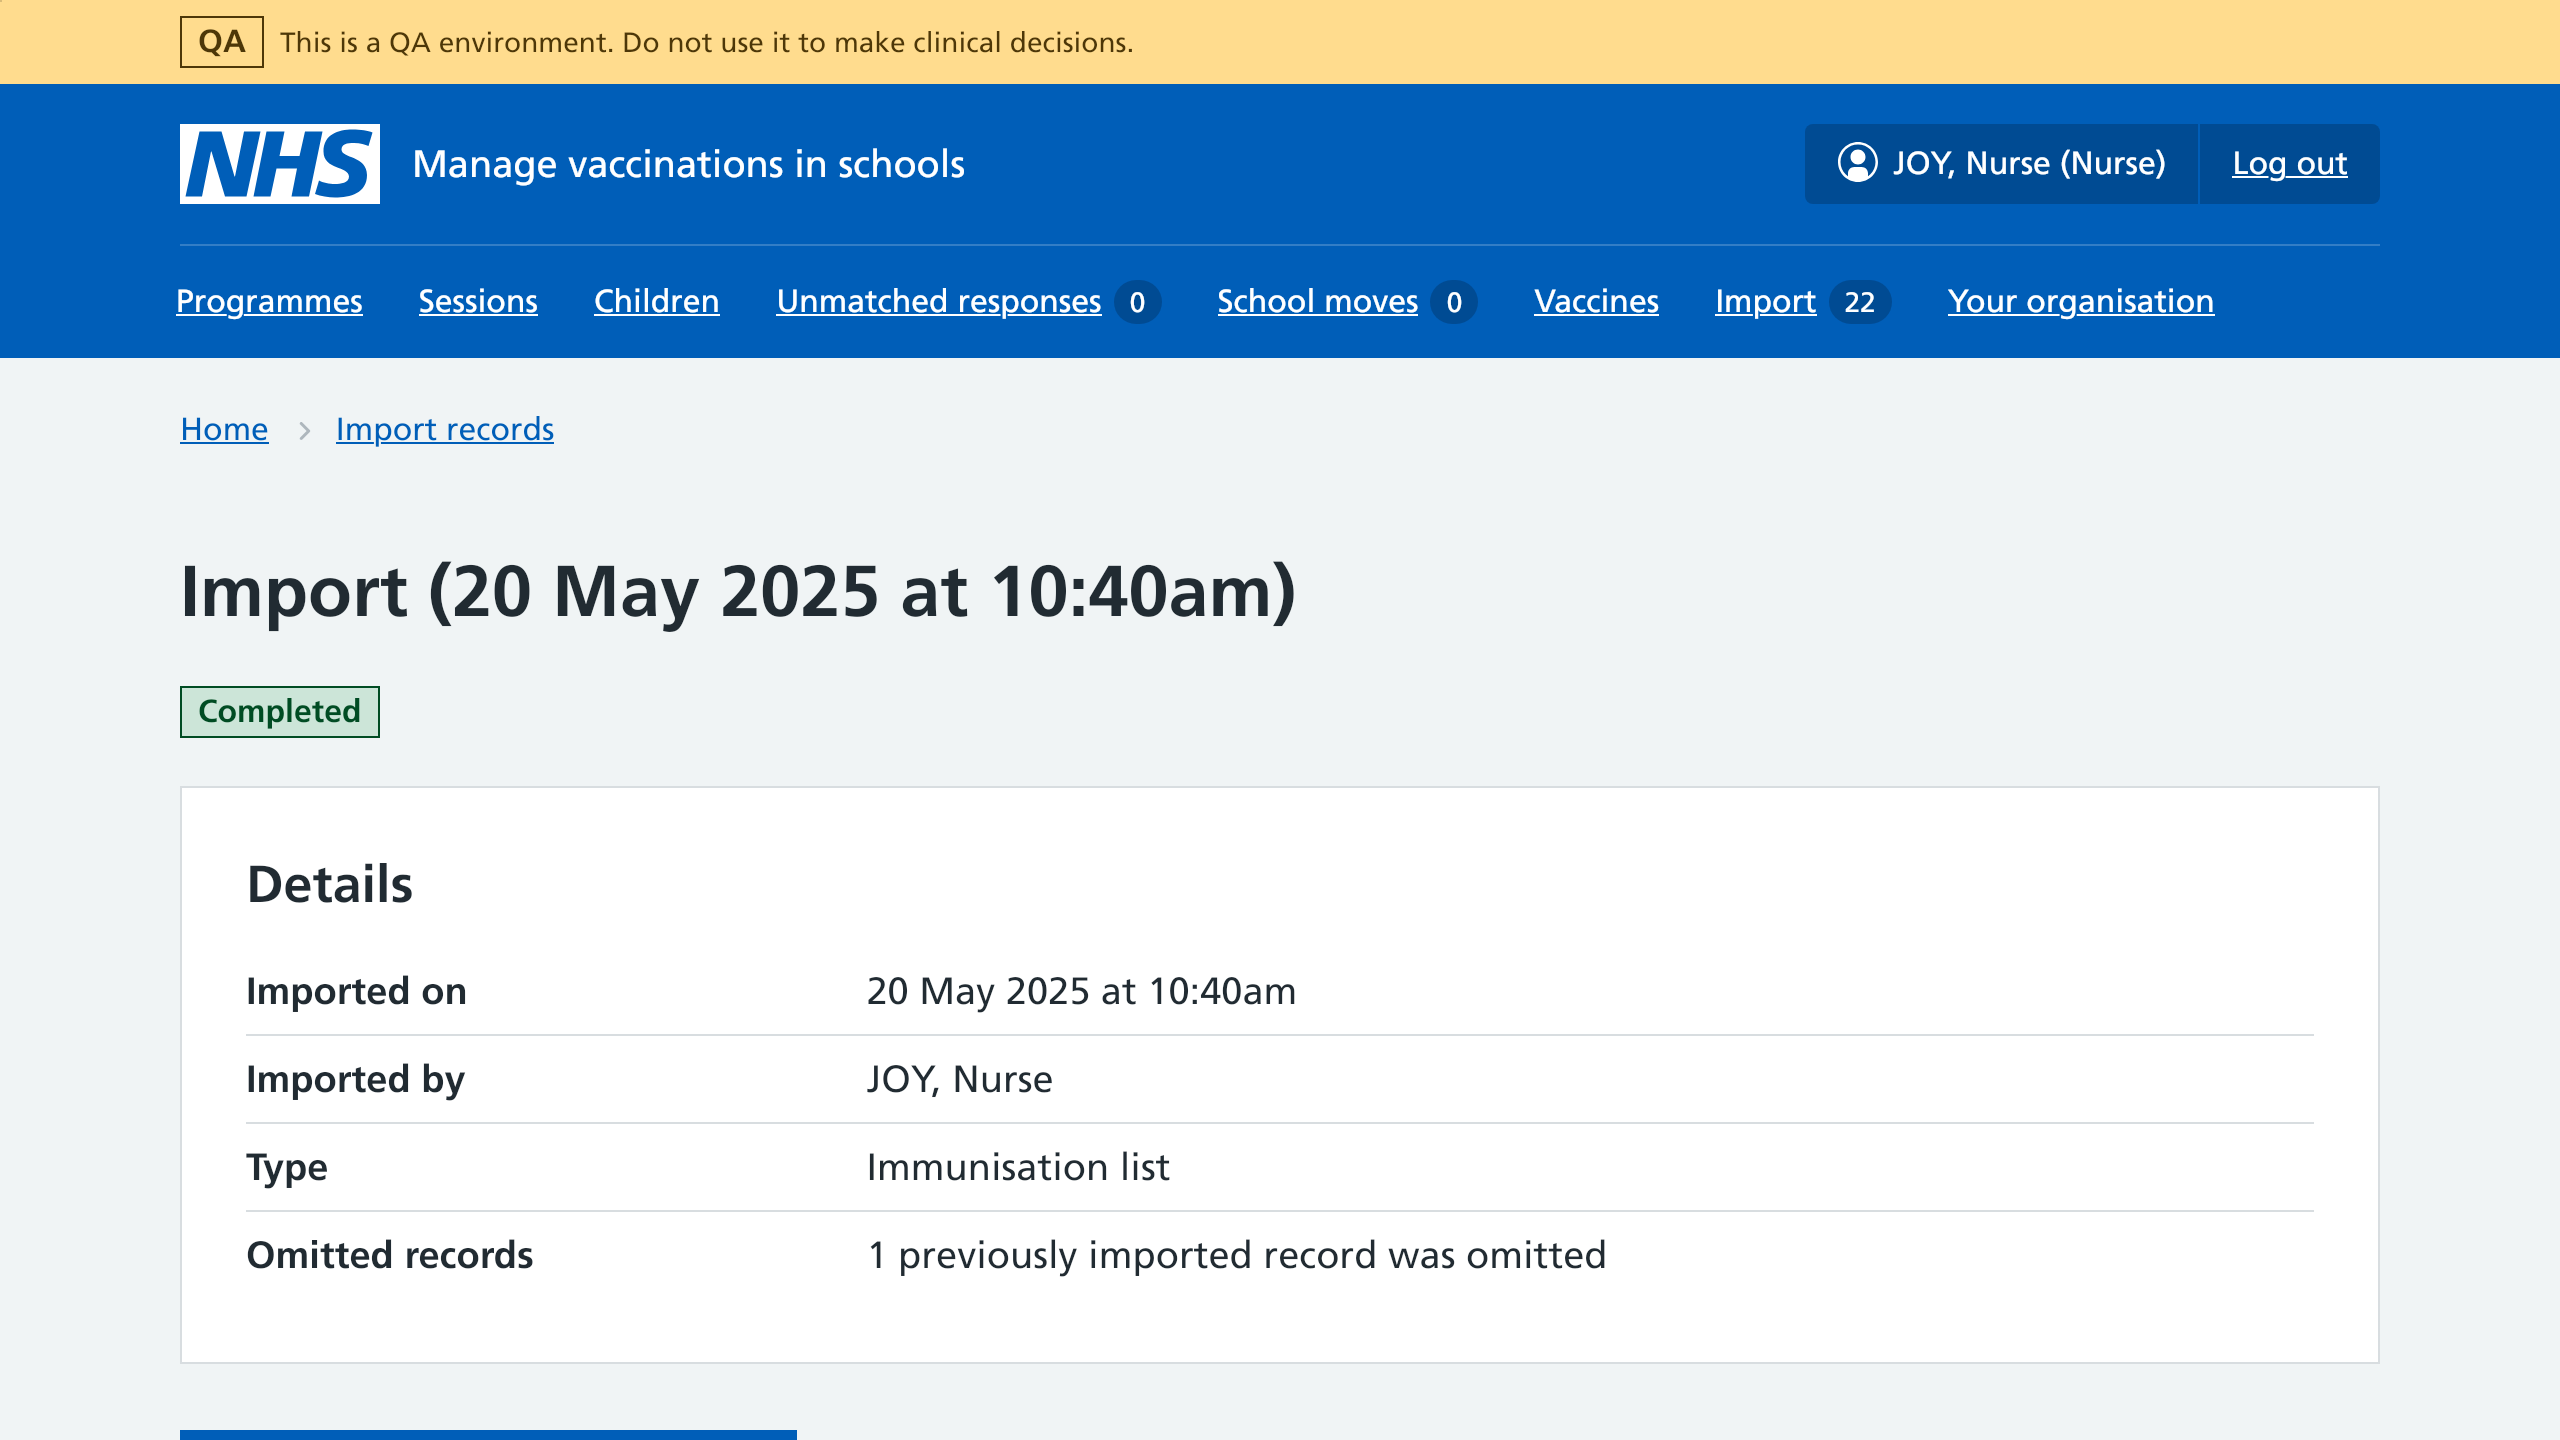 QA This is a QA environment. Do not use it to make clinical decisions.
NHS Manage vaccinations in schools JOY, Nurse (Nurse) Log out
Programmes Sessions Children Unmatched responses 0 School moves 0 Vaccines Import 22 Your organisation
Home Import records
Import (20 May 2025 at 10:40am)
Completed
Details
Imported on 20 May 2025 at 10:40am
Imported by JOY, Nurse
Type Immunisation list
Omitted records 1 previously imported record was omitted